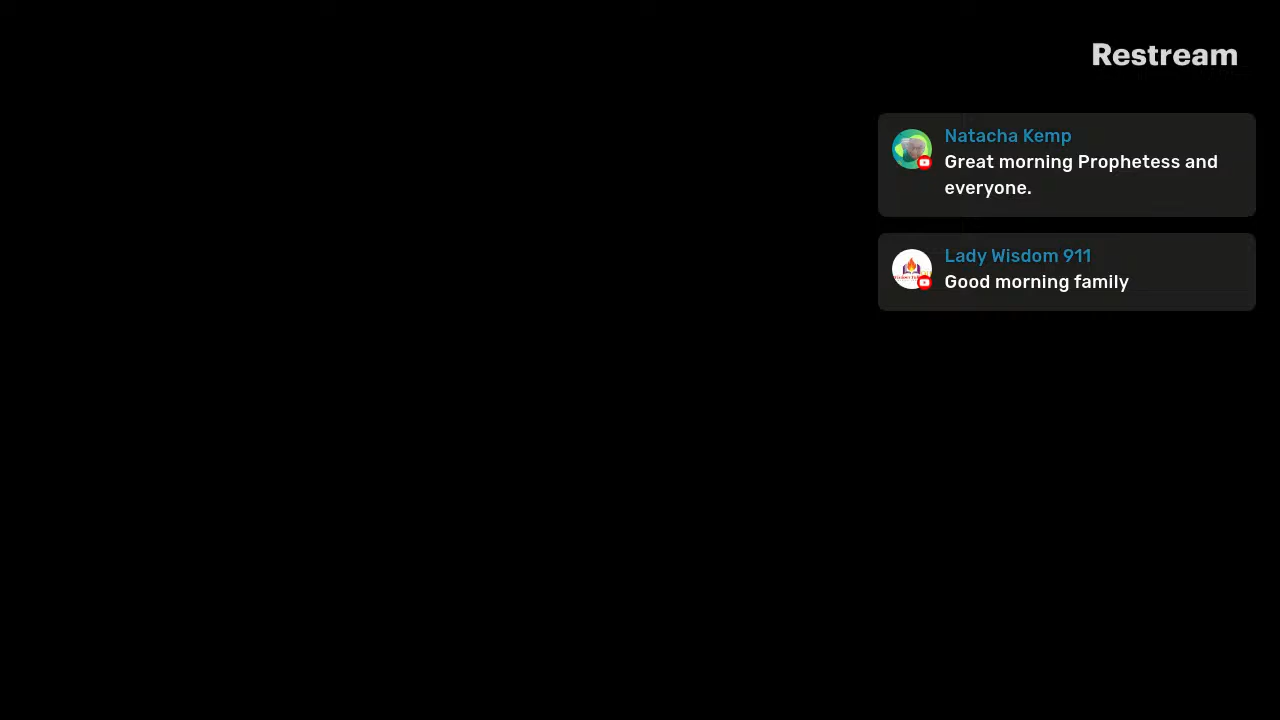 Restream
Natacha Kemp
Great morning Prophetess and
everyone.
Lady Wisdom 911
Good morning family